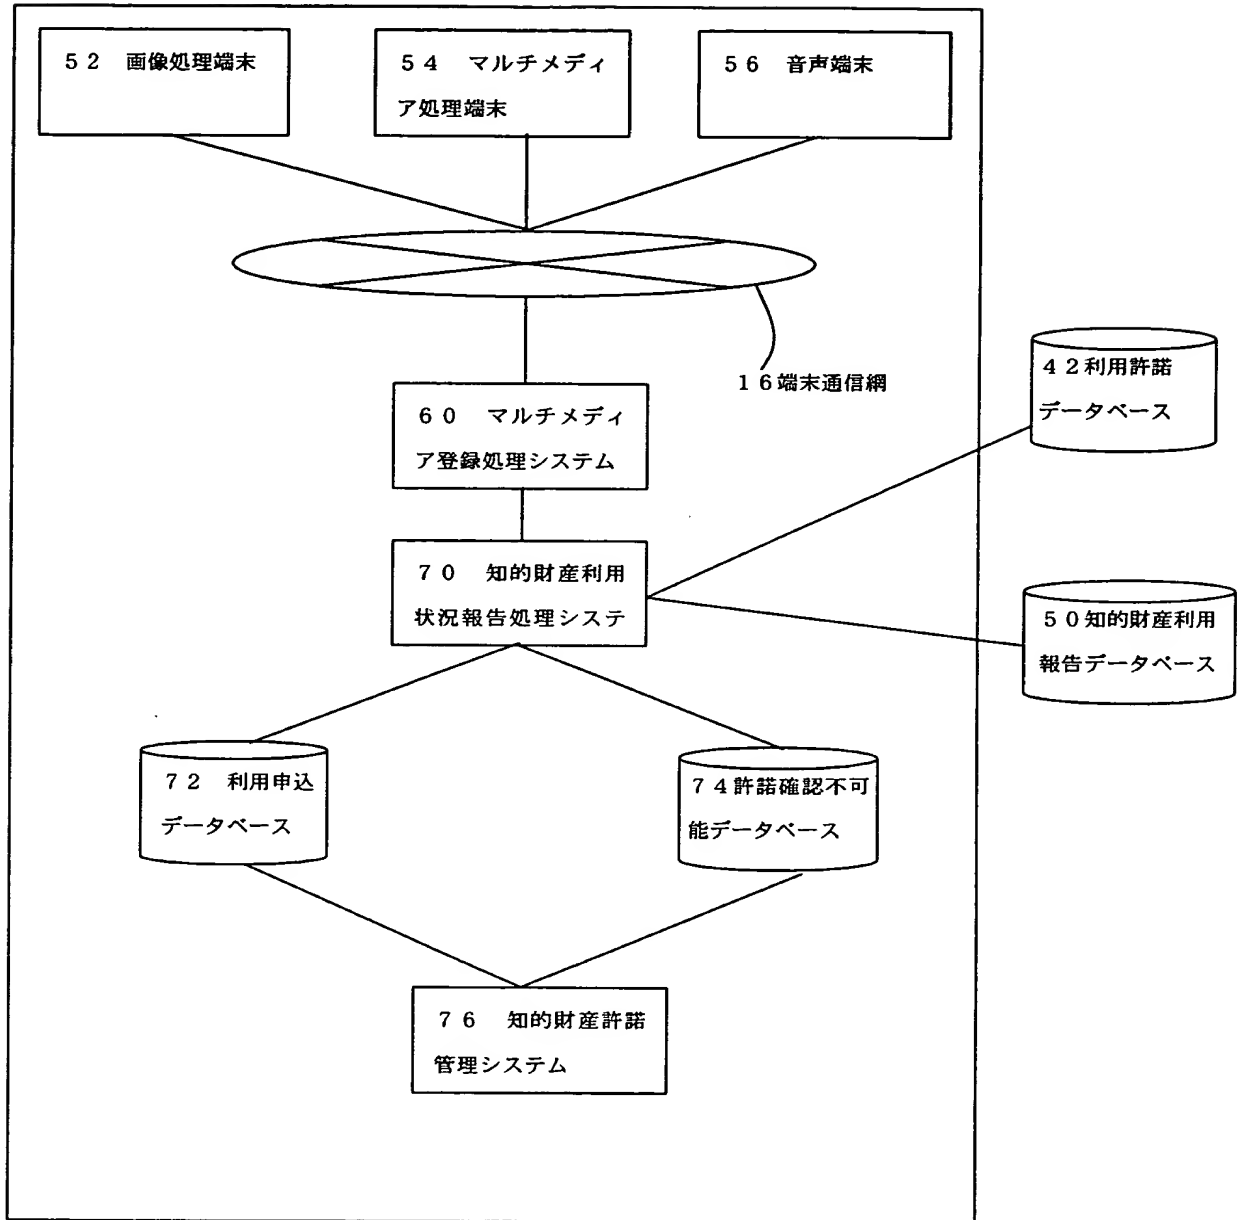 ５２　画像処理端末
５４　マルチメディ
ア処理端末
５６　音声端末
１６端末通信網
４２利用許諾
データベース
６０　マルチメディ
ア登録処理システム
７０　知的財産利用
状況報告処理システ
５０知的財産利用
報告データベース
７２　利用申込
データベース
７４許諾確認不可
能データベース
７６　知的財産許諾
管理システム